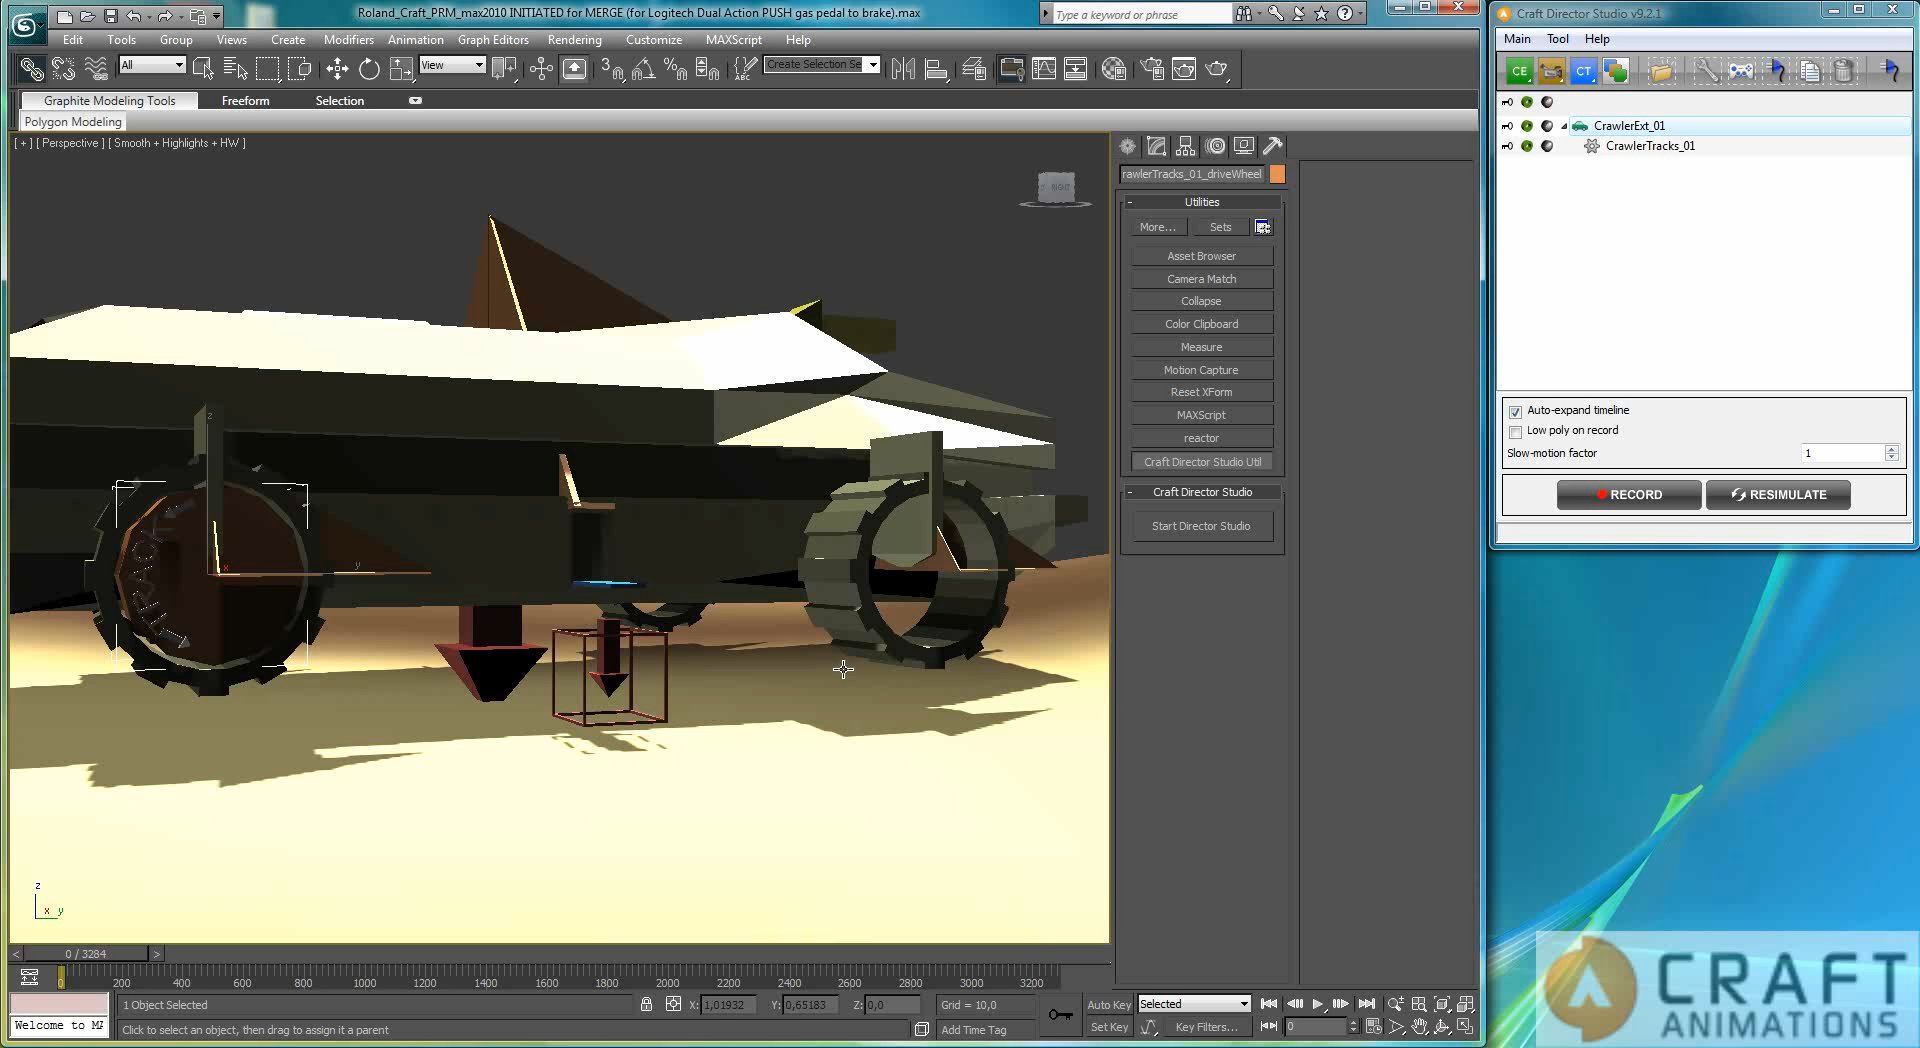 Roland_Craft_PRM_max2010 INITIATED for MERGE (for Logitech Dual Action PUSH gas pedal to brake).max
Type a keyword or phrase
Edit Tools Group Views Create Modifiers Animation Graph Editors Rendering Customize MAXScript Help
All
View
Create Selection Se
Graphite Modeling Tools Freeform Selection
Polygon Modeling
[ + ] [ Perspective ] [ Smooth + Highlights + HW ]
RIGHT
rawlerTracks_01_driveWheel
- Utilities
More... Sets
Asset Browser
Camera Match
Collapse
Color Clipboard
Measure
Motion Capture
Reset XForm
MAXScript
reactor
Craft Director Studio Util
- Craft Director Studio
Start Director Studio
z
x
y
z
x y
< 0 / 3284 >
0 200 400 600 800 1000 1200 1400 1600 1800 2000 2200 2400 2600 2800 3000 3200
1 Object Selected
X: 1,01932 Y: 0,65183 Z: 0,0
Grid = 10,0
Auto Key
Selected
Welcome to MA
Click to select an object, then drag to assign it a parent
Add Time Tag
Set Key
Key Filters...
0
Craft Director Studio v9.2.1
Main Tool Help
CE CT
CrawlerExt_01
CrawlerTracks_01
Auto-expand timeline
Low poly on record
Slow-motion factor 1
RECORD RESIMULATE
CRAFT
ANIMATIONS